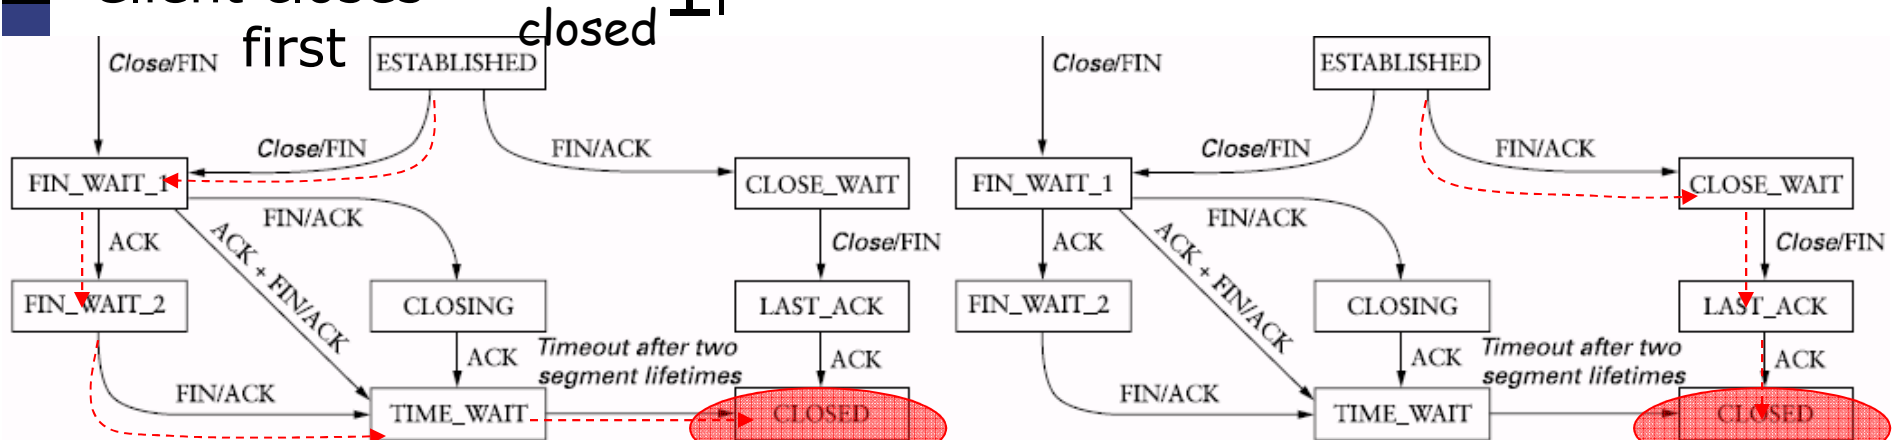 Client closes
first
closed
Close/FIN
ESTABLISHED
Close/FIN
FIN/ACK
FIN_WAIT_1
CLOSE_WAIT
FIN/ACK
ACK
ACK + FIN/ACK
Close/FIN
FIN_WAIT_2
CLOSING
LAST_ACK
ACK
Timeout after two
segment lifetimes
ACK
FIN/ACK
TIME_WAIT
CLOSED
Close/FIN
ESTABLISHED
Close/FIN
FIN/ACK
FIN_WAIT_1
CLOSE_WAIT
FIN/ACK
ACK
ACK + FIN/ACK
Close/FIN
FIN_WAIT_2
CLOSING
LAST_ACK
ACK
Timeout after two
segment lifetimes
ACK
FIN/ACK
TIME_WAIT
CLOSED